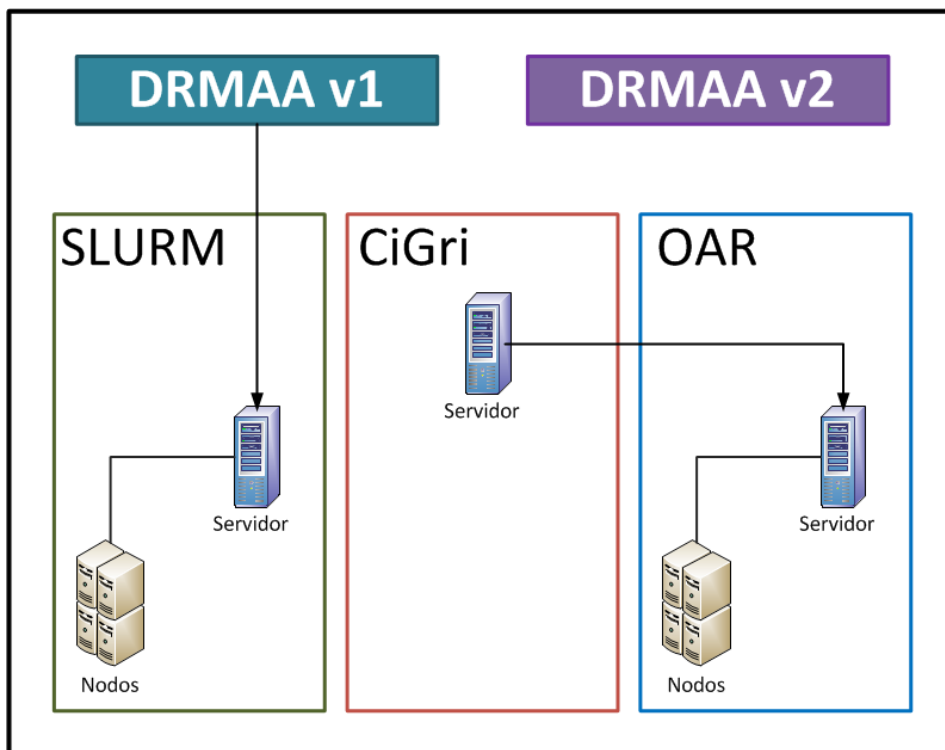 DRMAA v1
DRMAA v2
SLURM
CiGri
OAR
Servidor
Servidor
Servidor
Nodos
Nodos